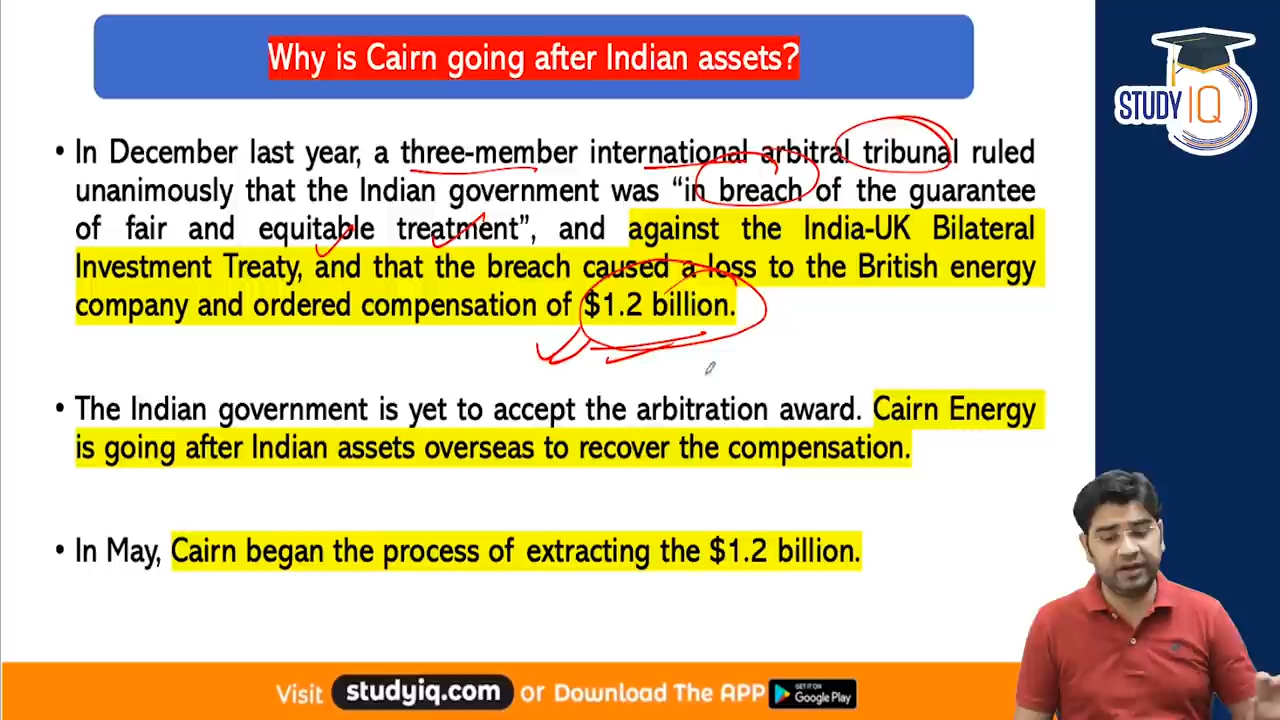 Why is Cairn going after Indian assets?
STUDY IQ
• In December last year, a three-member international arbitral tribunal ruled
unanimously that the Indian government was “in breach of the guarantee
of fair and equitable treatment”, and against the India-UK Bilateral
Investment Treaty, and that the breach caused a loss to the British energy
company and ordered compensation of $1.2 billion.
• The Indian government is yet to accept the arbitration award. Cairn Energy
is going after Indian assets overseas to recover the compensation.
• In May, Cairn began the process of extracting the $1.2 billion.
Visit studyiq.com or Download The APP GET IT ON Google Play